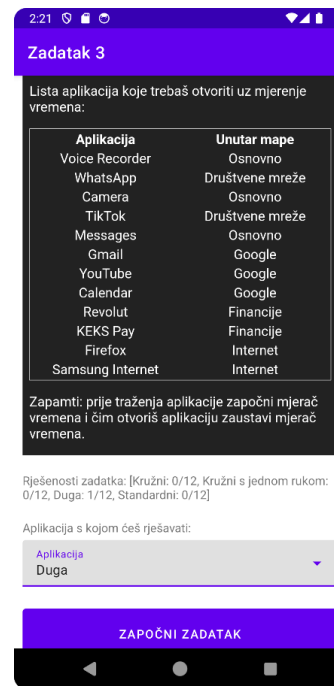 2:21
Zadatak 3
Lista aplikacija koje trebaš otvoriti uz mjerenje
vremena:
Aplikacija Unutar mape
Voice Recorder Osnovno
WhatsApp Društvene mreže
Camera Osnovno
TikTok Društvene mreže
Messages Osnovno
Gmail Google
YouTube Google
Calendar Google
Revolut Financije
KEKS Pay Financije
Firefox Internet
Samsung Internet Internet
Zapamti: prije traženja aplikacije započni mjerač
vremena i čim otvoriš aplikaciju zaustavi mjerač
vremena.
Rješenosti zadatka: [Kružni: 0/12, Kružni s jednom rukom:
0/12, Duga: 1/12, Standardni: 0/12]
Aplikacija s kojom ćeš rješavati:
Aplikacija
Duga
ZAPOČNI ZADATAK